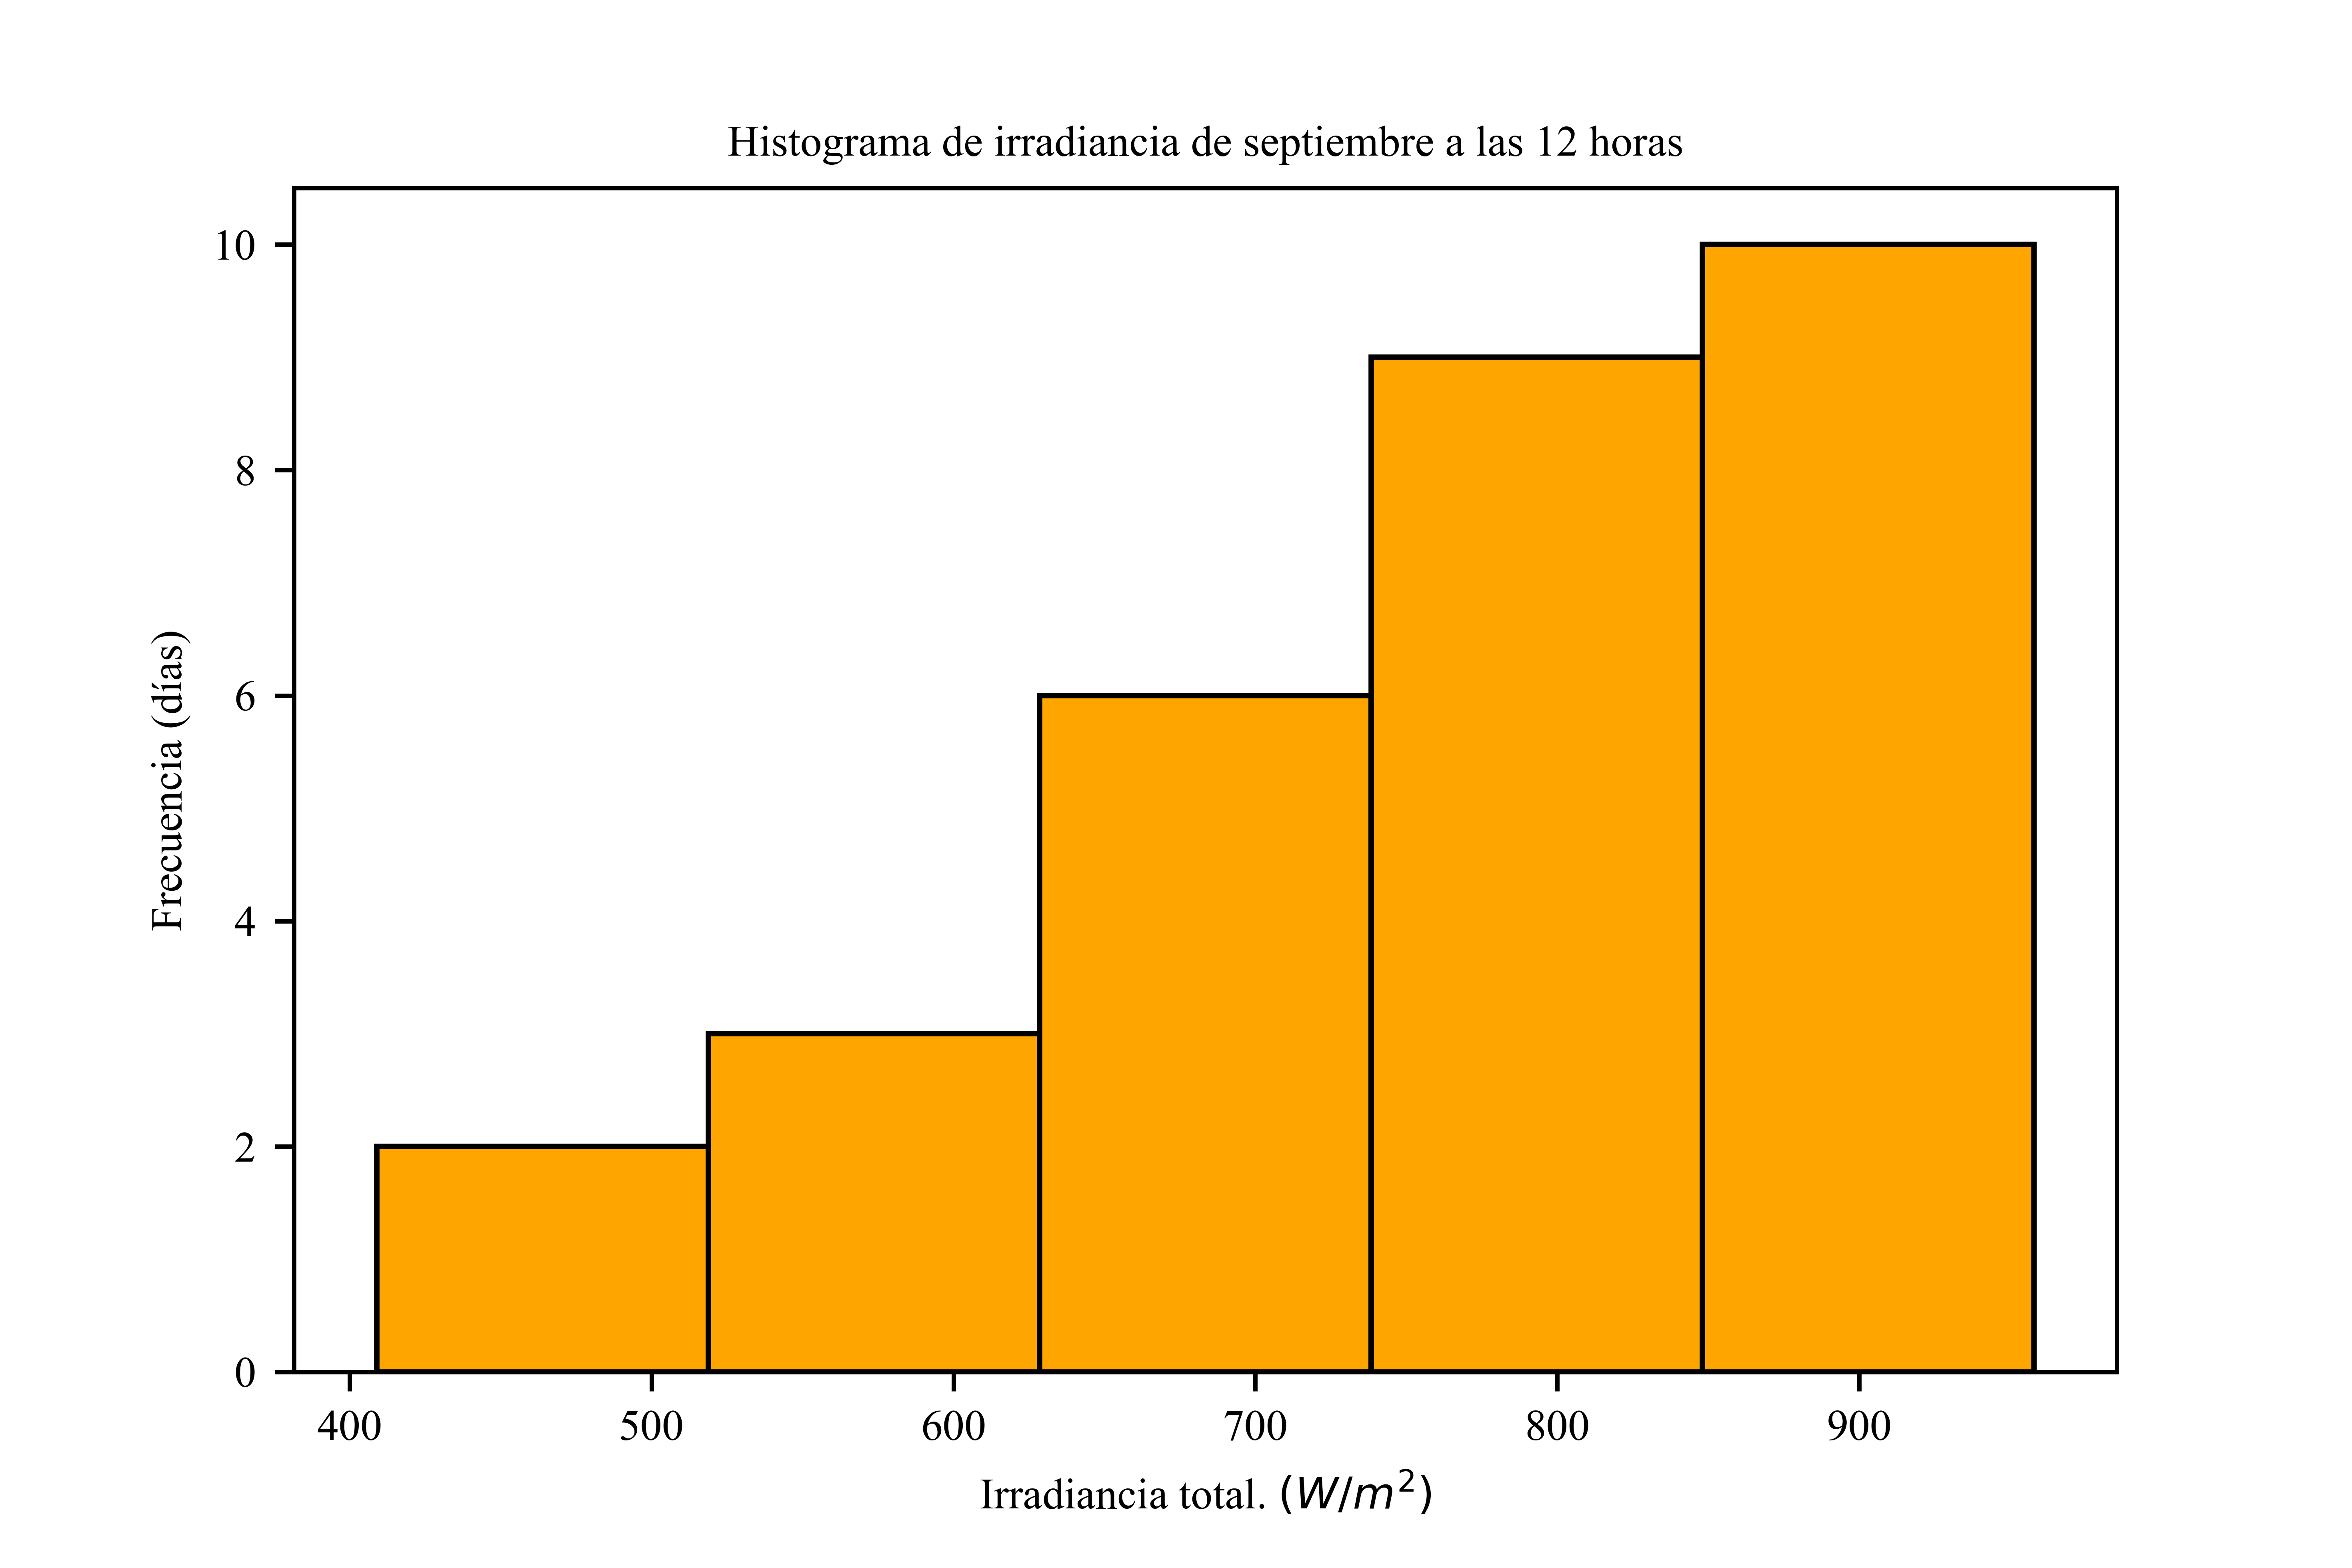 Histograma de irradiancia de septiembre a las 12 horas
10
8
6
4
2
0
Frecuencia (días)
400 500 600 700 800 900
Irradiancia total. (W/m²)